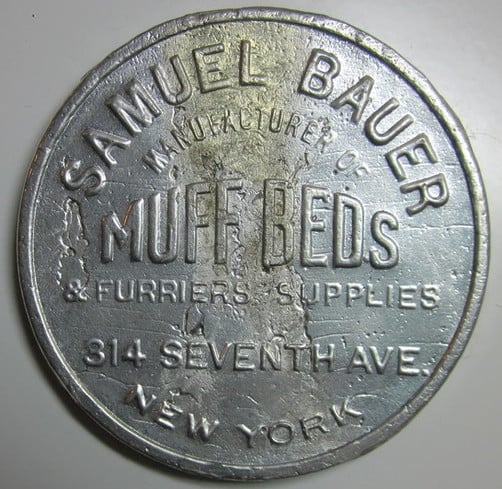 SAMUEL BAUER
MANUFACTURER OF
MUFF BEDS
& FURRIERS SUPPLIES
314 SEVENTH AVE.
NEW YORK